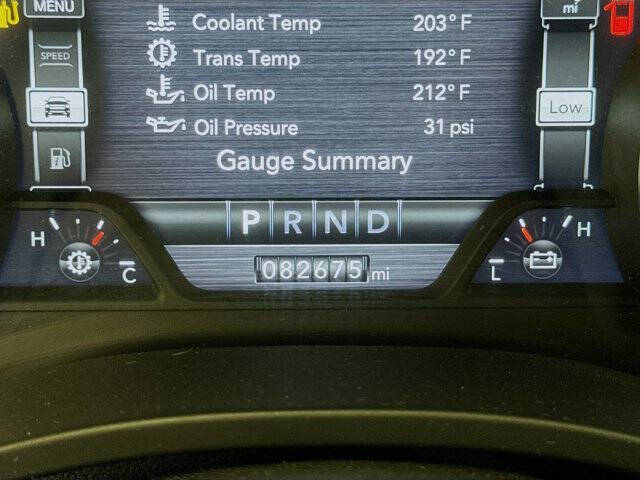 MENU
mi
Coolant Temp 203° F
SPEED
Trans Temp 192° F
Oil Temp 212° F
Low
Oil Pressure 31 psi
Gauge Summary
P R N D
H C
L H
082675 mi